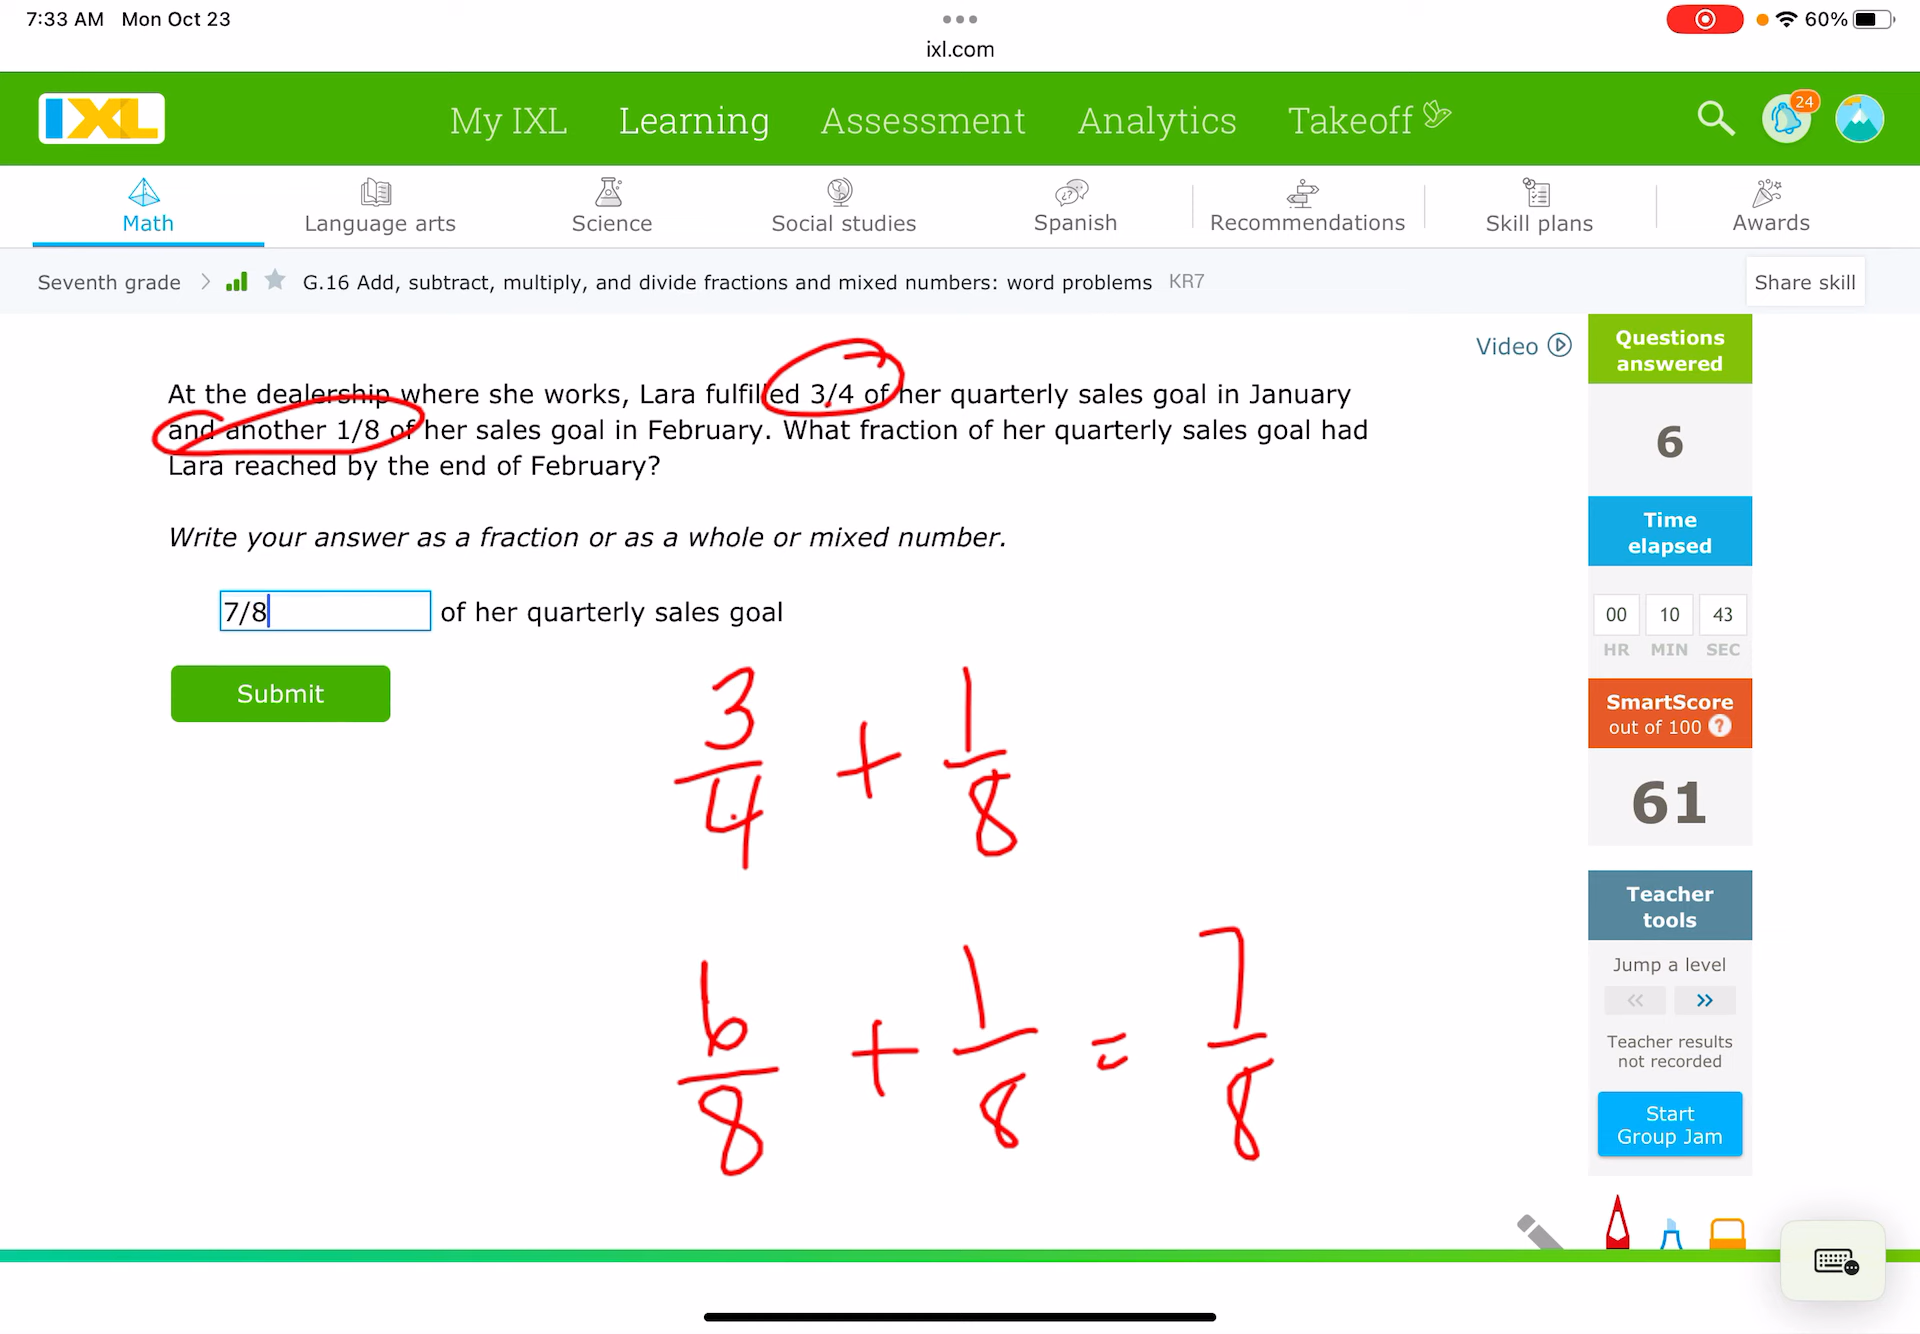 7:33 AM Mon Oct 23
60%
ixl.com
IXL
My IXL Learning Assessment Analytics Takeoff
24
Math Language arts Science Social studies Spanish Recommendations Skill plans Awards
Seventh grade > G.16 Add, subtract, multiply, and divide fractions and mixed numbers: word problems KR7
Share skill
Video
At the dealership where she works, Lara fulfilled 3/4 of her quarterly sales goal in January
and another 1/8 of her sales goal in February. What fraction of her quarterly sales goal had
Lara reached by the end of February?
Write your answer as a fraction or as a whole or mixed number.
7/8 of her quarterly sales goal
Submit
3/4 + 1/8
6/8 + 1/8 = 7/8
Questions
answered
6
Time
elapsed
00 10 43
HR MIN SEC
SmartScore
out of 100 ?
61
Teacher
tools
Jump a level
<< >>
Teacher results
not recorded
Start
Group Jam